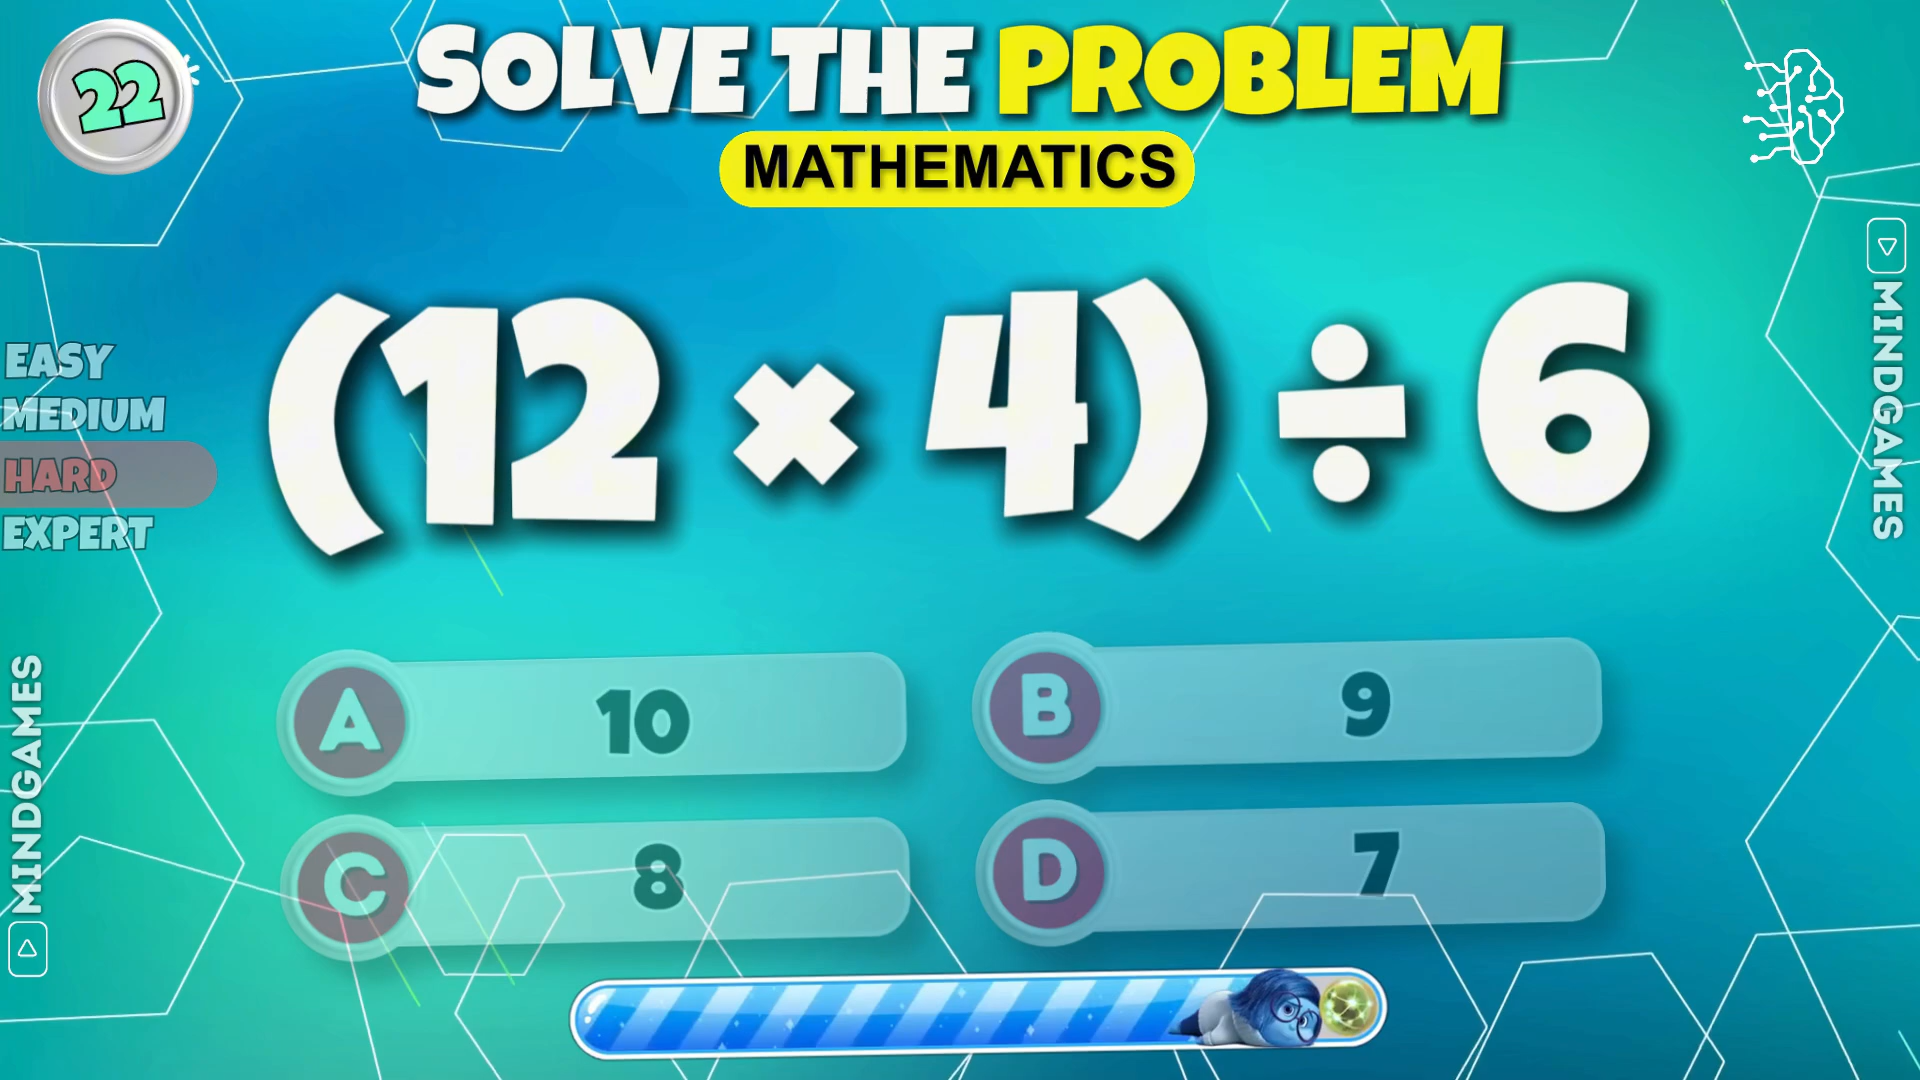 22
SOLVE THE PROBLEM
MATHEMATICS
(12 × 4) ÷ 6
EASY
MEDIUM
HARD
EXPERT
A 10
B 9
C 8
D 7
MINDGAMES
MINDGAMES